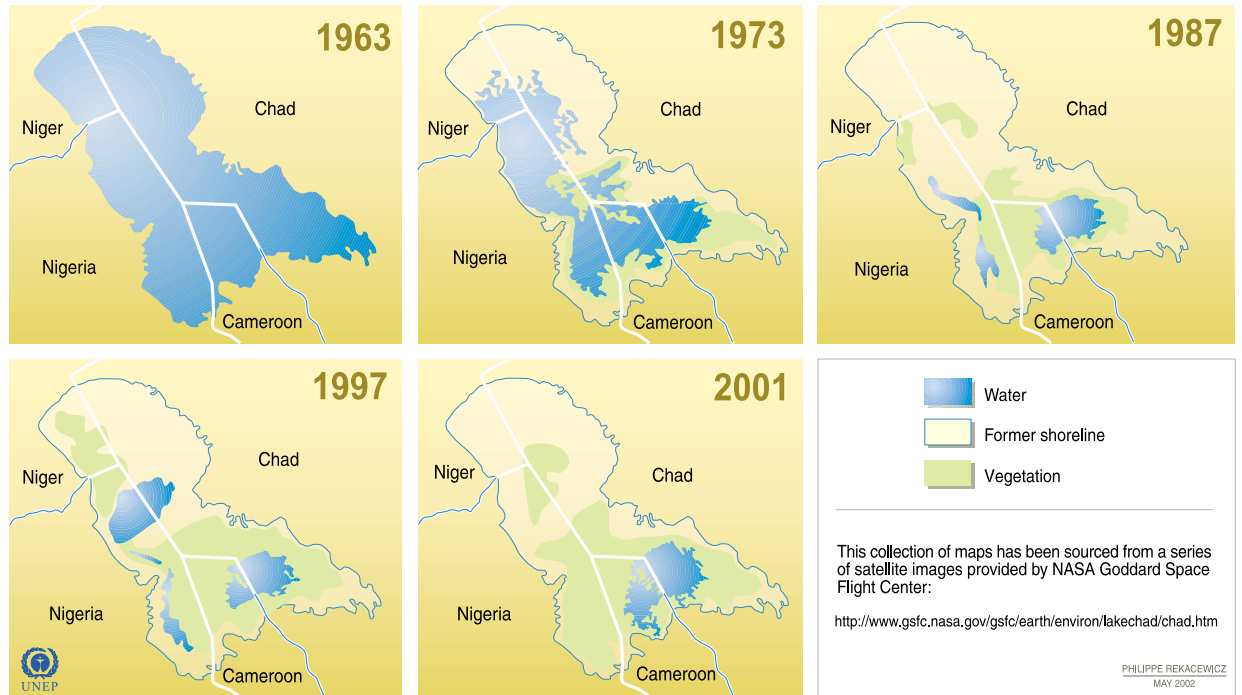 1963
Chad
Niger
Nigeria
Cameroon
1973
Chad
Niger
Nigeria
Cameroon
1987
Chad
Niger
Nigeria
Cameroon
1997
Chad
Niger
Nigeria
Cameroon
UNEP
2001
Chad
Niger
Nigeria
Cameroon
Water
Former shoreline
Vegetation
This collection of maps has been sourced from a series
of satellite images provided by NASA Goddard Space
Flight Center:
http://www.gsfc.nasa.gov/gsfc/earth/environ/lakechad/chad.htm
PHILIPPE REKACEWICZ
MAY 2002